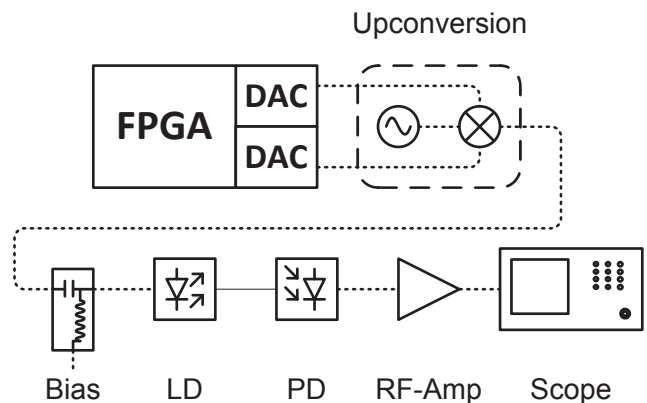 Upconversion
FPGA
DAC
DAC
Bias LD PD RF-Amp Scope